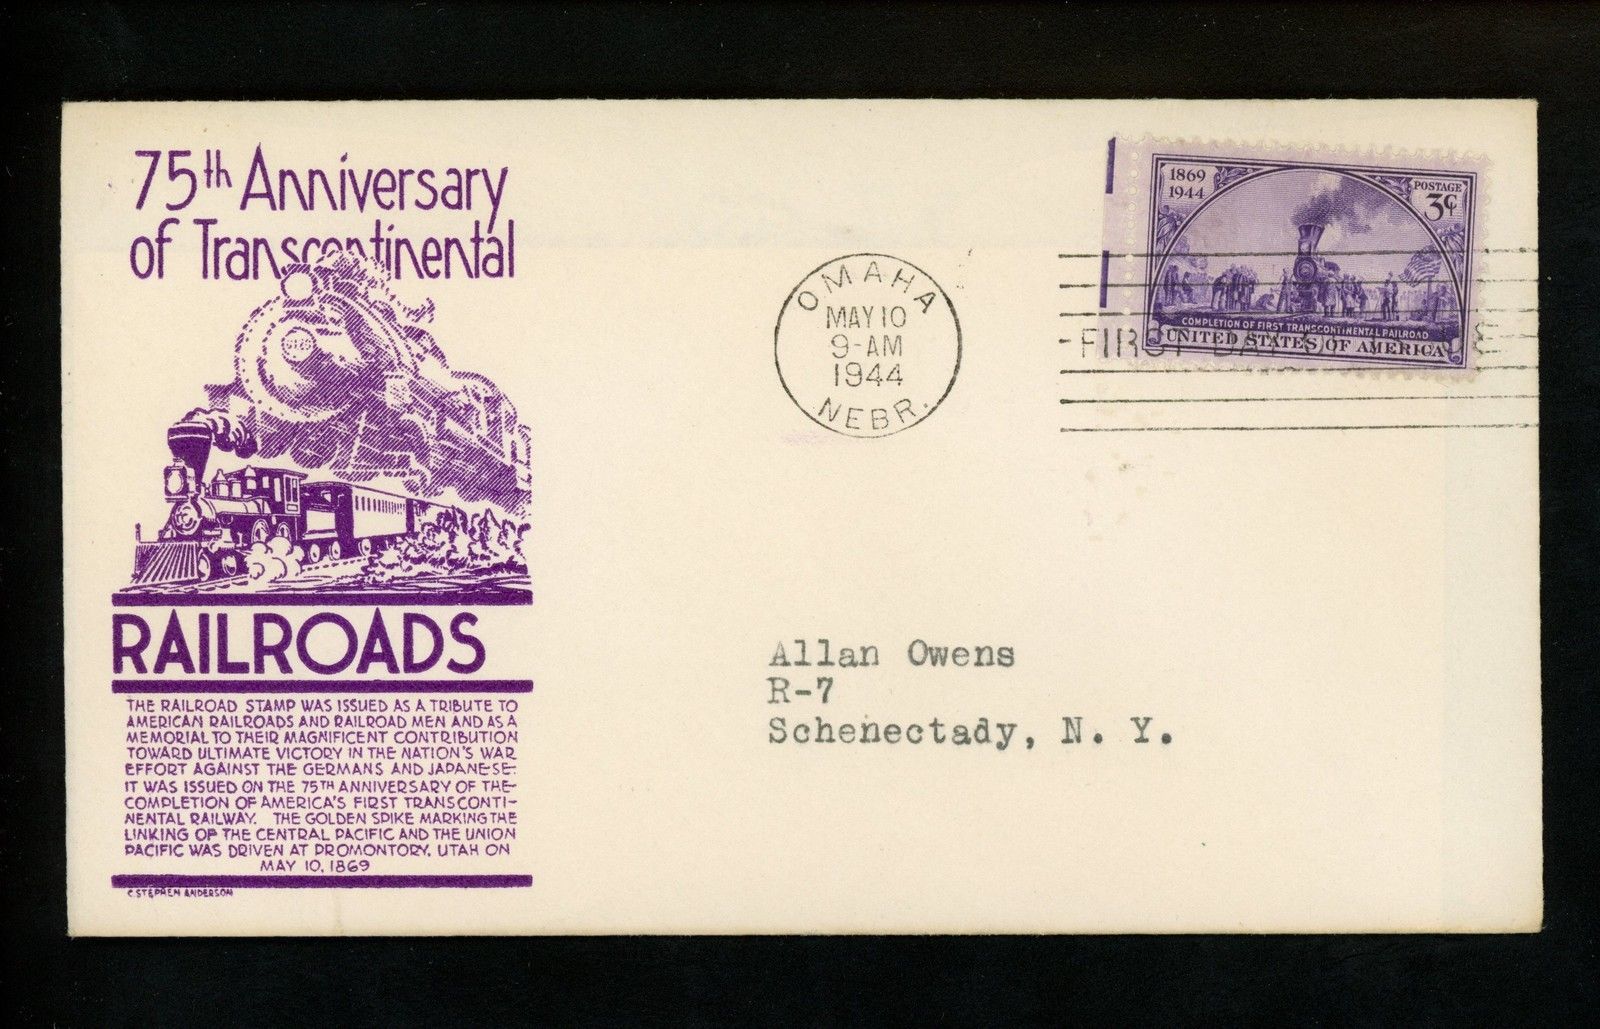 75th Anniversary
of Transcontinental
RAILROADS
THE RAILROAD STAMP WAS ISSUED AS A TRIBUTE TO
AMERICAN RAILROADS AND RAILROAD MEN AND AS A
MEMORIAL TO THEIR MAGNIFICENT CONTRIBUTION
TOWARD ULTIMATE VICTORY IN THE NATION'S WAR
EFFORT AGAINST THE GERMANS AND JAPANESE.
IT WAS ISSUED ON THE 75TH ANNIVERSARY OF THE
COMPLETION OF AMERICA'S FIRST TRANSCONTI-
NENTAL RAILWAY. THE GOLDEN SPIKE MARKING THE
LINKING OF THE CENTRAL PACIFIC AND THE UNION
PACIFIC WAS DRIVEN AT PROMONTORY, UTAH ON
MAY 10, 1869
C. STEPHEN ANDERSON
OMAHA
MAY 10
9-AM
1944
NEBR.
1869
1944
POSTAGE
3¢
COMPLETION OF FIRST TRANSCONTINENTAL RAILROAD
UNITED STATES OF AMERICA
FIRST DAY OF
Allan Owens
R-7
Schenectady, N. Y.